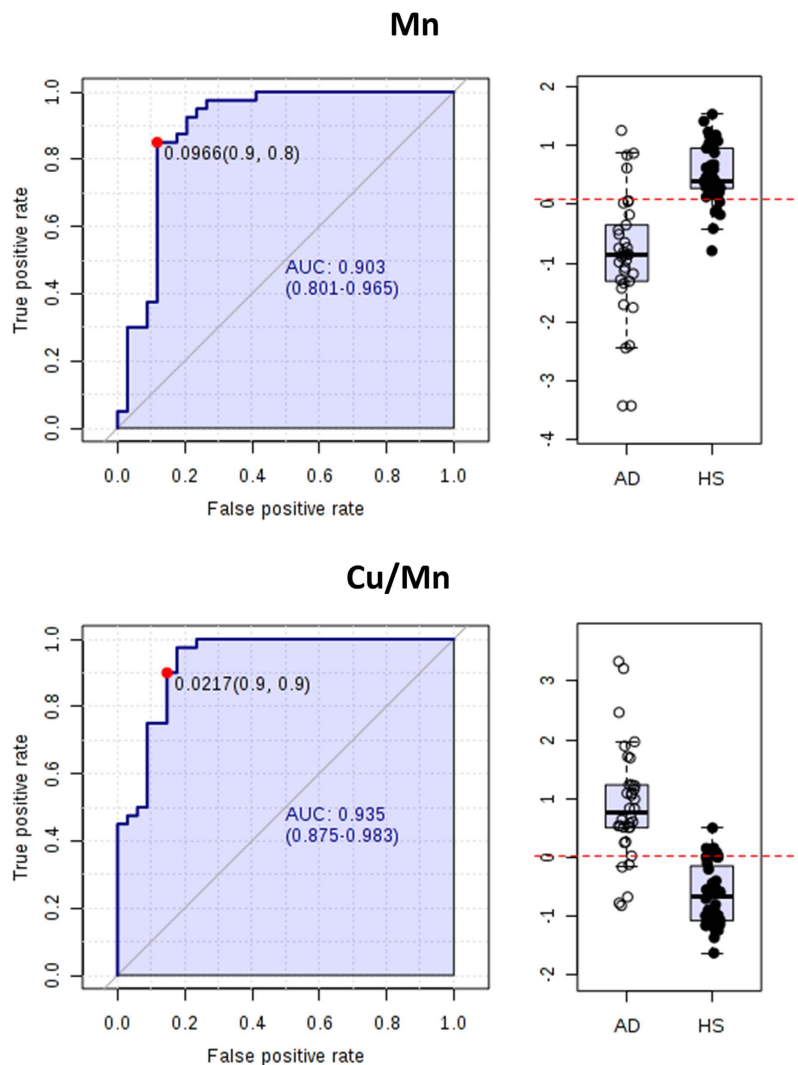 Mn
1.0
0.8
0.6
0.4
0.2
0.0
True positive rate
0.0966(0.9, 0.8)
AUC: 0.903
(0.801-0.965)
0.0 0.2 0.4 0.6 0.8 1.0
False positive rate
2
1
0
-1
-2
-3
-4
AD HS
Cu/Mn
1.0
0.8
0.6
0.4
0.2
0.0
True positive rate
0.0217(0.9, 0.9)
AUC: 0.935
(0.875-0.983)
0.0 0.2 0.4 0.6 0.8 1.0
False positive rate
3
2
1
0
-1
-2
AD HS